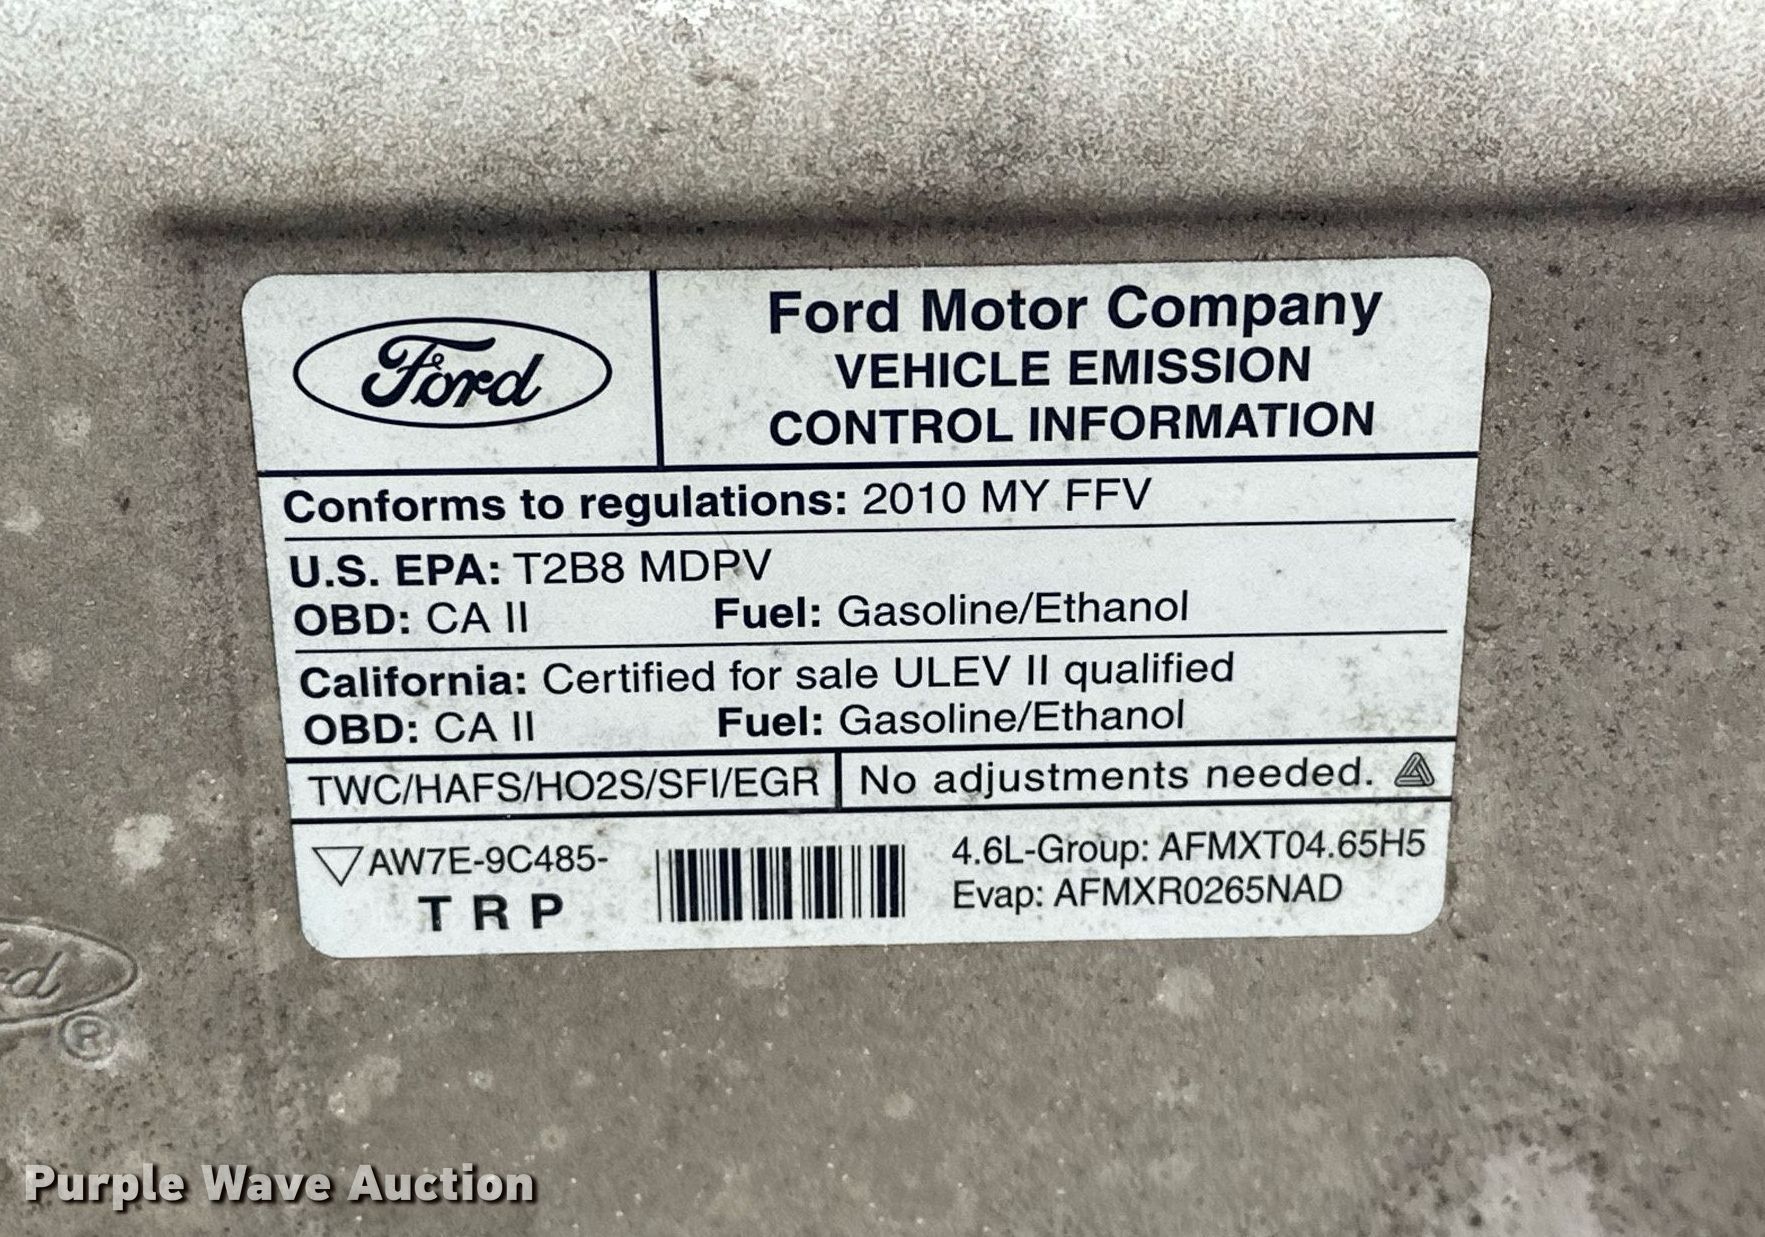 Ford
Ford Motor Company
VEHICLE EMISSION
CONTROL INFORMATION
Conforms to regulations: 2010 MY FFV
U.S. EPA: T2B8 MDPV
OBD: CA II Fuel: Gasoline/Ethanol
California: Certified for sale ULEV II qualified
OBD: CA II Fuel: Gasoline/Ethanol
TWC/HAFS/HO2S/SFI/EGR No adjustments needed.
AW7E-9C485-
T R P
4.6L-Group: AFMXT04.65H5
Evap: AFMXR0265NAD
®
Purple Wave Auction